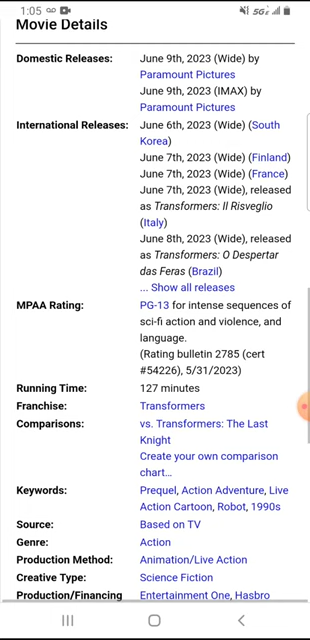 1:05
5GE
Movie Details
Domestic Releases: June 9th, 2023 (Wide) by
Paramount Pictures
June 9th, 2023 (IMAX) by
Paramount Pictures
International Releases: June 6th, 2023 (Wide) (South
Korea)
June 7th, 2023 (Wide) (Finland)
June 7th, 2023 (Wide) (France)
June 7th, 2023 (Wide), released
as Transformers: Il Risveglio
(Italy)
June 8th, 2023 (Wide), released
as Transformers: O Despertar
das Feras (Brazil)
... Show all releases
MPAA Rating: PG-13 for intense sequences of
sci-fi action and violence, and
language.
(Rating bulletin 2785 (cert
#54226), 5/31/2023)
Running Time: 127 minutes
Franchise: Transformers
Comparisons: vs. Transformers: The Last
Knight
Create your own comparison
chart…
Keywords: Prequel, Action Adventure, Live
Action Cartoon, Robot, 1990s
Source: Based on TV
Genre: Action
Production Method: Animation/Live Action
Creative Type: Science Fiction
Production/Financing Entertainment One, Hasbro